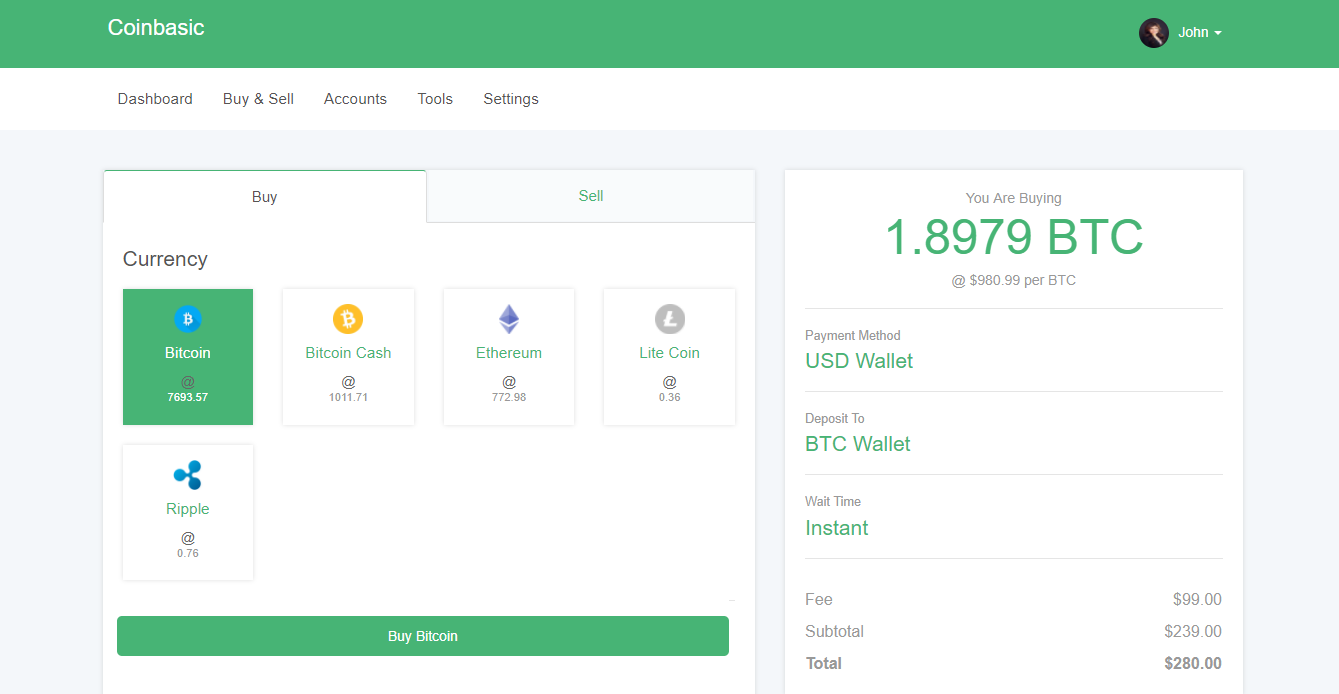 Coinbasic
John
Dashboard Buy & Sell Accounts Tools Settings
Buy Sell
Currency
Bitcoin
@
7693.57
Bitcoin Cash
@
1011.71
Ethereum
@
772.98
Lite Coin
@
0.36
Ripple
@
0.76
Buy Bitcoin
You Are Buying
1.8979 BTC
@ $980.99 per BTC
Payment Method
USD Wallet
Deposit To
BTC Wallet
Wait Time
Instant
Fee $99.00
Subtotal $239.00
Total $280.00